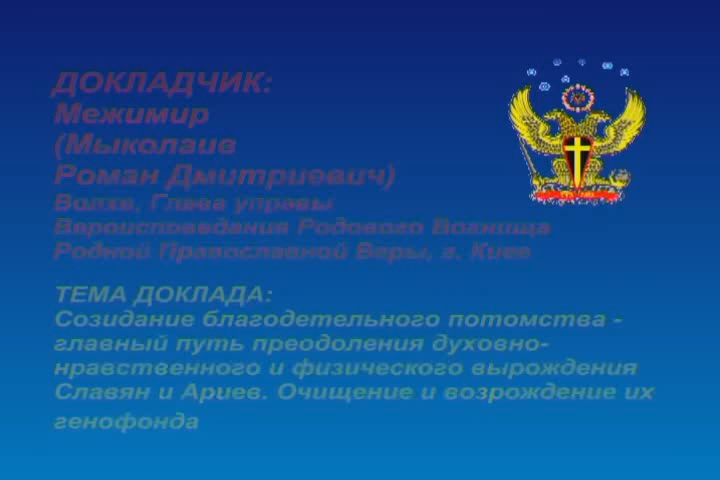 ДОКЛАДЧИК:
Межимир
(Мыколаив
Роман Дмитриевич)
Волхв, Глава управы
Вероисповедания Родового Вогнища
Родной Православной Веры, г. Киев
ТЕМА ДОКЛАДА:
Созидание благодетельного потомства -
главный путь преодоления духовно-
нравственного и физического вырождения
Славян и Ариев. Очищение и возрождение их
генофонда